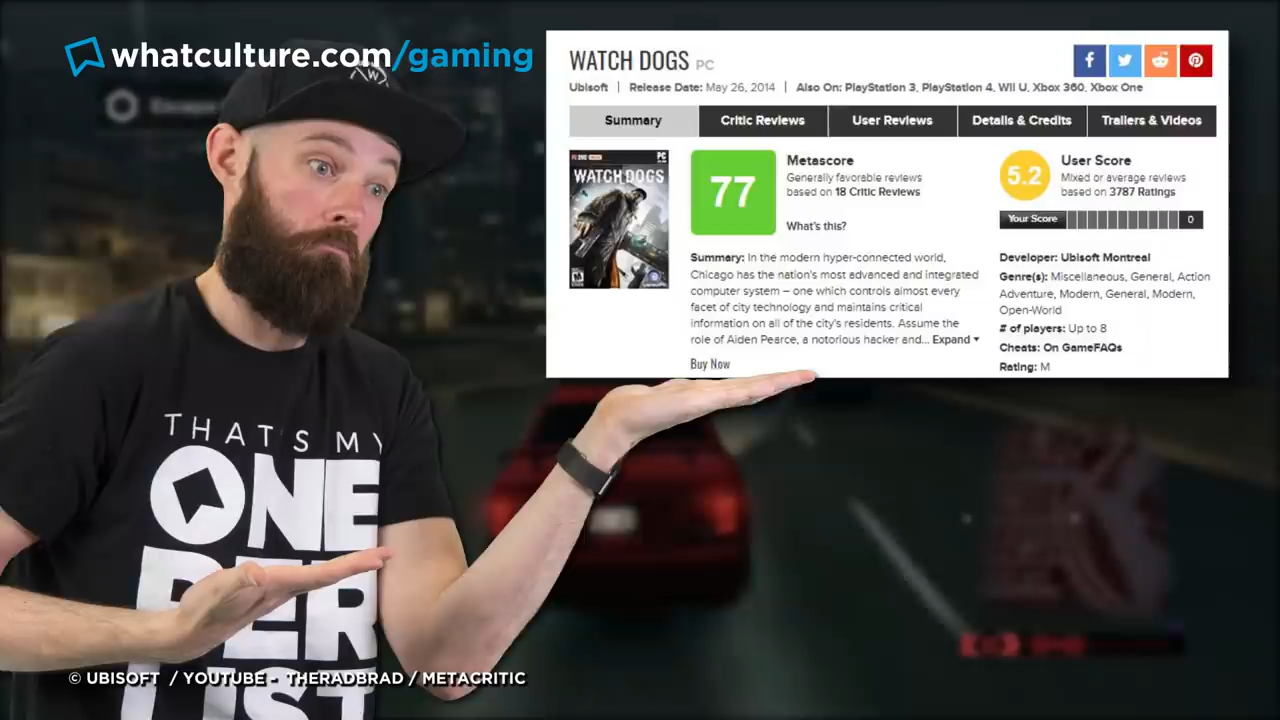 whatculture.com/gaming
WATCH DOGS PC
Ubisoft | Release Date: May 26, 2014 | Also On: PlayStation 3, PlayStation 4, Wii U, Xbox 360, Xbox One
Summary Critic Reviews User Reviews Details & Credits Trailers & Videos
WATCH DOGS
PC
77
Metascore
Generally favorable reviews
based on 18 Critic Reviews
What's this?
5.2
User Score
Mixed or average reviews
based on 3787 Ratings
Your Score 0
Summary: In the modern hyper-connected world,
Chicago has the nation's most advanced and integrated
computer system – one which controls almost every
facet of city technology and maintains critical
information on all of the city's residents. Assume the
role of Aiden Pearce, a notorious hacker and... Expand
Buy Now
Developer: Ubisoft Montreal
Genre(s): Miscellaneous, General, Action
Adventure, Modern, General, Modern,
Open-World
# of players: Up to 8
Cheats: On GameFAQs
Rating: M
THAT'S MY
ONE
PER
LIST
© UBISOFT / YOUTUBE - THERADBRAD / METACRITIC